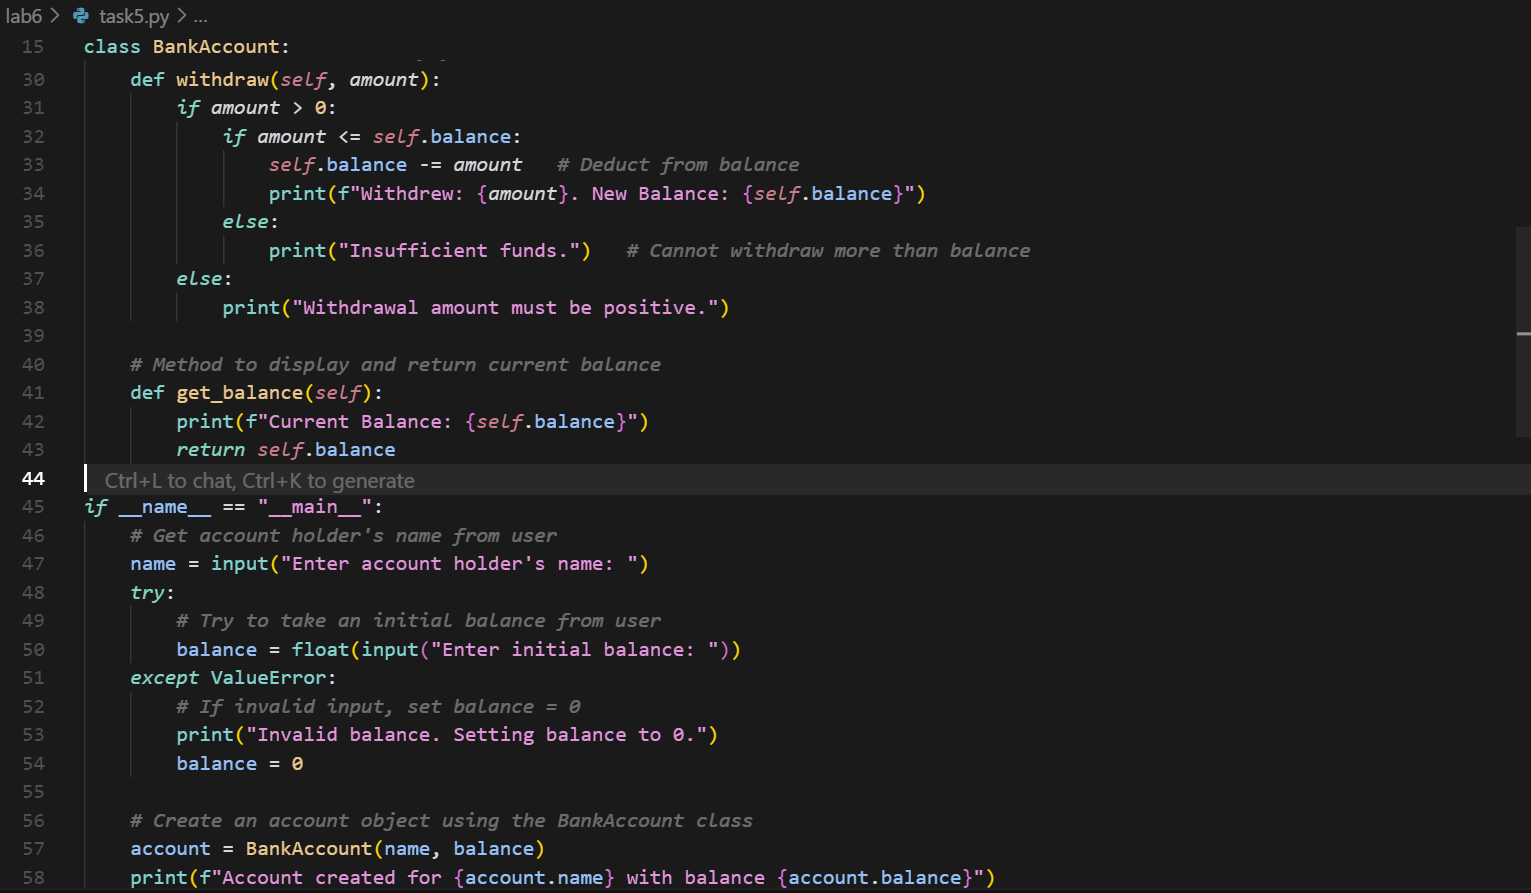 lab6 > task5.py > ...
15 class BankAccount:
30     def withdraw(self, amount):
31         if amount > 0:
32             if amount <= self.balance:
33                 self.balance -= amount   # Deduct from balance
34                 print(f"Withdrew: {amount}. New Balance: {self.balance}")
35             else:
36                 print("Insufficient funds.")   # Cannot withdraw more than balance
37         else:
38             print("Withdrawal amount must be positive.")
39
40     # Method to display and return current balance
41     def get_balance(self):
42         print(f"Current Balance: {self.balance}")
43         return self.balance
44 Ctrl+L to chat, Ctrl+K to generate
45 if __name__ == "__main__":
46     # Get account holder's name from user
47     name = input("Enter account holder's name: ")
48     try:
49         # Try to take an initial balance from user
50         balance = float(input("Enter initial balance: "))
51     except ValueError:
52         # If invalid input, set balance = 0
53         print("Invalid balance. Setting balance to 0.")
54         balance = 0
55
56     # Create an account object using the BankAccount class
57     account = BankAccount(name, balance)
58     print(f"Account created for {account.name} with balance {account.balance}")